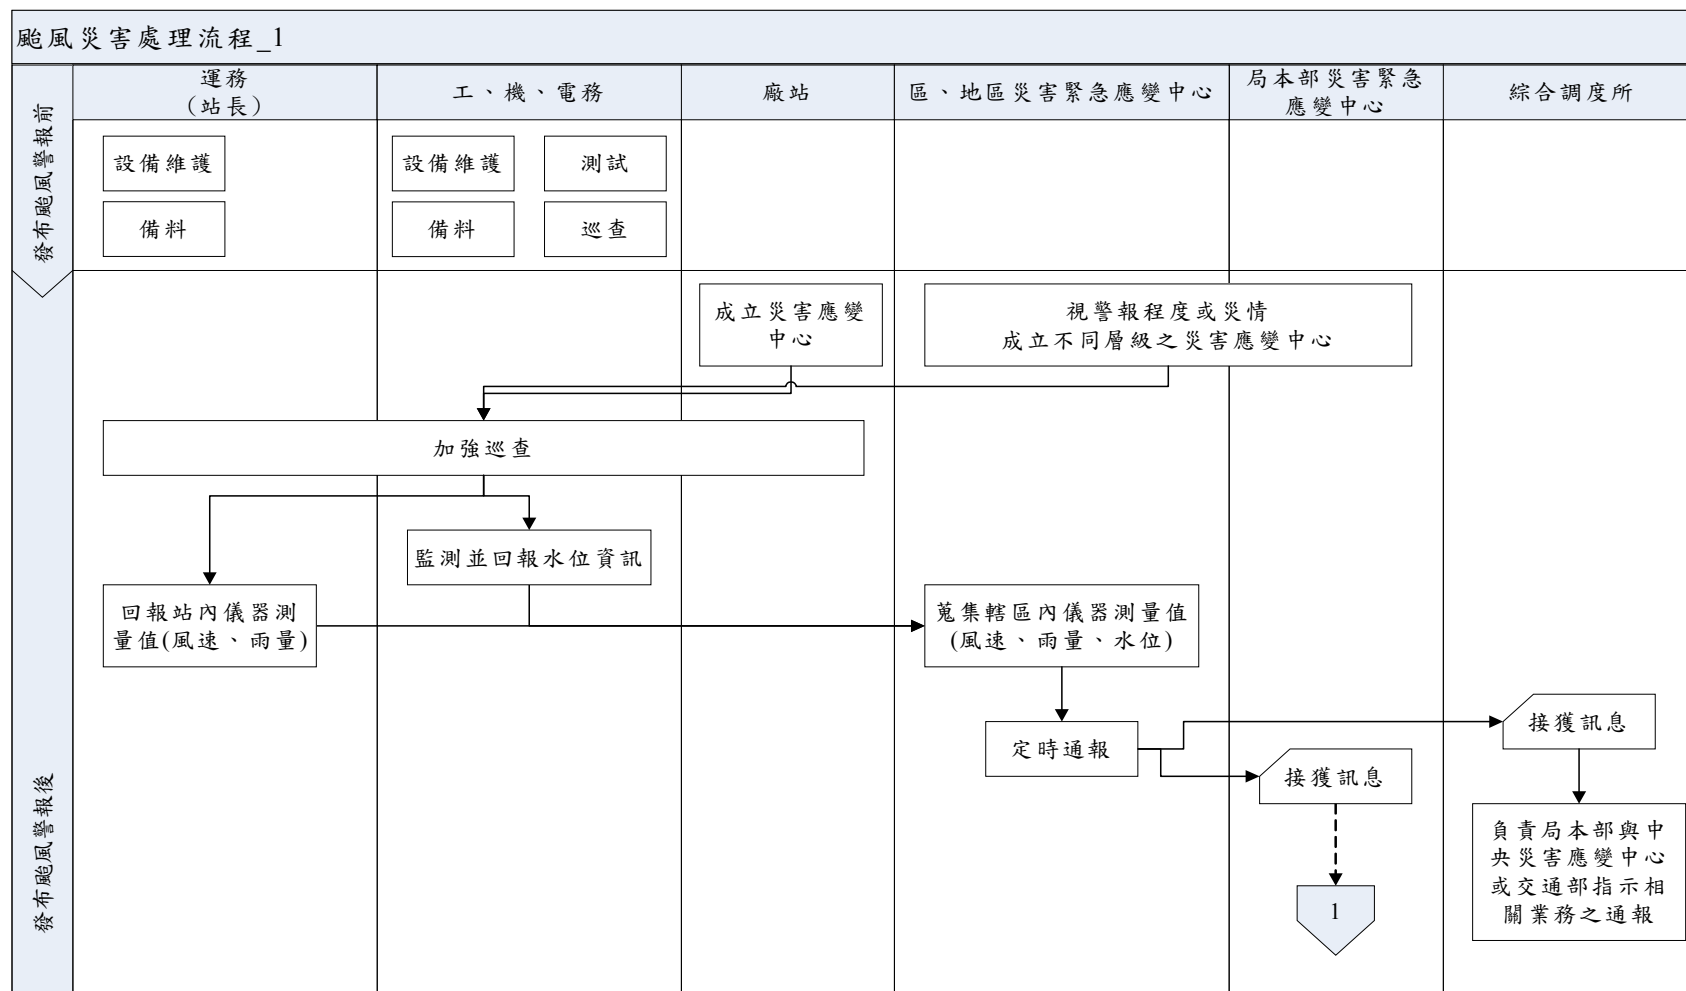 颱風災害處理流程_1
運務
（站長）
工、機、電務
廠站
區、地區災害緊急應變中心
局本部災害緊急
應變中心
綜合調度所
發布颱風警報前
設備維護
設備維護
測試
備料
備料
巡查
成立災害應變
中心
視警報程度或災情
成立不同層級之災害應變中心
加強巡查
監測並回報水位資訊
回報站內儀器測
量值(風速、雨量)
蒐集轄區內儀器測量值
(風速、雨量、水位)
定時通報
接獲訊息
接獲訊息
發布颱風警報後
負責局本部與中
央災害應變中心
或交通部指示相
關業務之通報
1